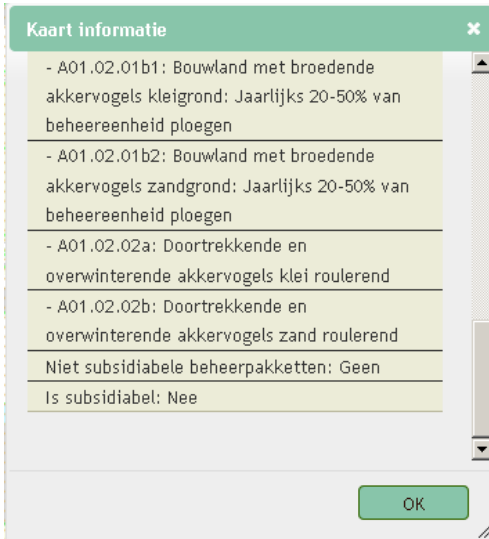 Kaart informatie
- A01.02.01b1: Bouwland met broedende
akkervogels kleigrond: Jaarlijks 20-50% van
beheereenheid ploegen
- A01.02.01b2: Bouwland met broedende
akkervogels zandgrond: Jaarlijks 20-50% van
beheereenheid ploegen
- A01.02.02a: Doortrekkende en
overwinterende akkervogels klei roulerend
- A01.02.02b: Doortrekkende en
overwinterende akkervogels zand roulerend
Niet subsidiabele beheerpakketten: Geen
Is subsidiabel: Nee
OK